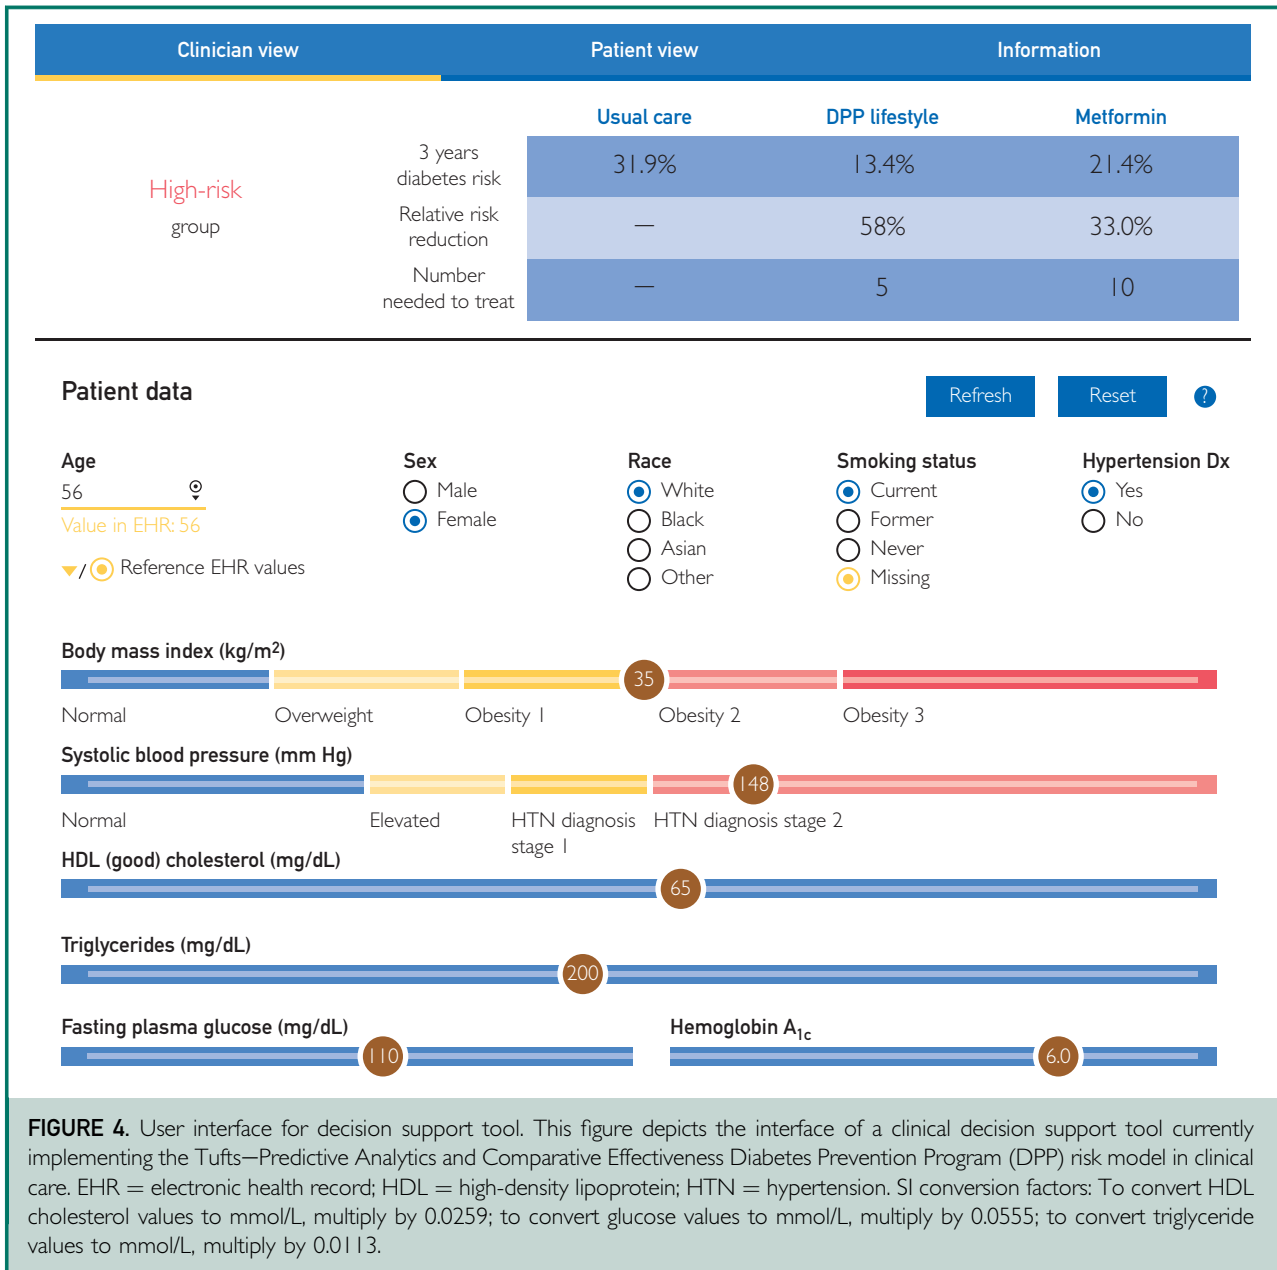 Clinician view Patient view Information
Usual care DPP lifestyle Metformin
High-risk
group
3 years
diabetes risk
31.9% 13.4% 21.4%
Relative risk
reduction
— 58% 33.0%
Number
needed to treat
— 5 10
Patient data
Refresh Reset ?
Age
56
Value in EHR: 56
/ Reference EHR values
Sex
Male
Female
Race
White
Black
Asian
Other
Smoking status
Current
Former
Never
Missing
Hypertension Dx
Yes
No
Body mass index (kg/m²)
35
Normal Overweight Obesity 1 Obesity 2 Obesity 3
Systolic blood pressure (mm Hg)
148
Normal Elevated HTN diagnosis HTN diagnosis stage 2
stage 1
HDL (good) cholesterol (mg/dL)
65
Triglycerides (mg/dL)
200
Fasting plasma glucose (mg/dL) Hemoglobin A1c
110 6.0
FIGURE 4. User interface for decision support tool. This figure depicts the interface of a clinical decision support tool currently
implementing the Tufts—Predictive Analytics and Comparative Effectiveness Diabetes Prevention Program (DPP) risk model in clinical
care. EHR = electronic health record; HDL = high-density lipoprotein; HTN = hypertension. SI conversion factors: To convert HDL
cholesterol values to mmol/L, multiply by 0.0259; to convert glucose values to mmol/L, multiply by 0.0555; to convert triglyceride
values to mmol/L, multiply by 0.0113.